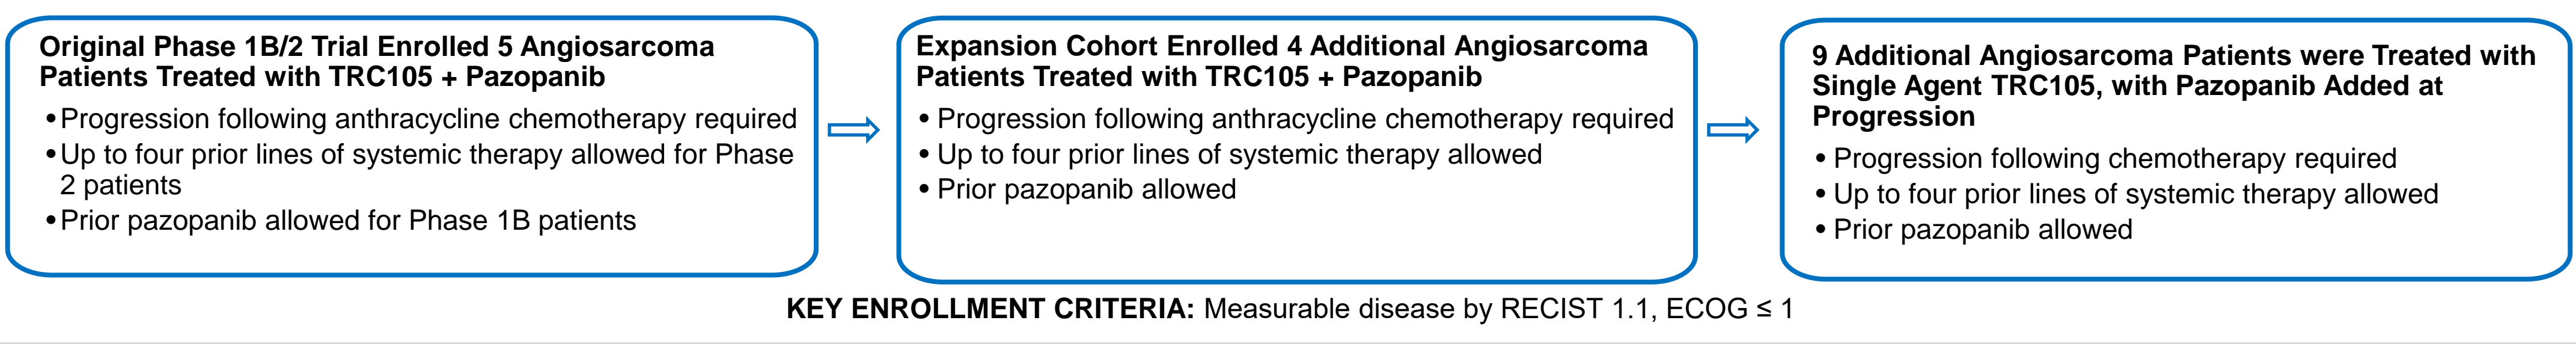 Original Phase 1B/2 Trial Enrolled 5 Angiosarcoma
Patients Treated with TRC105 + Pazopanib
•Progression following anthracycline chemotherapy required
•Up to four prior lines of systemic therapy allowed for Phase
2 patients
•Prior pazopanib allowed for Phase 1B patients
Expansion Cohort Enrolled 4 Additional Angiosarcoma
Patients Treated with TRC105 + Pazopanib
• Progression following anthracycline chemotherapy required
• Up to four prior lines of systemic therapy allowed
• Prior pazopanib allowed
9 Additional Angiosarcoma Patients were Treated with
Single Agent TRC105, with Pazopanib Added at
Progression
• Progression following chemotherapy required
• Up to four prior lines of systemic therapy allowed
• Prior pazopanib allowed
KEY ENROLLMENT CRITERIA: Measurable disease by RECIST 1.1, ECOG ≤ 1